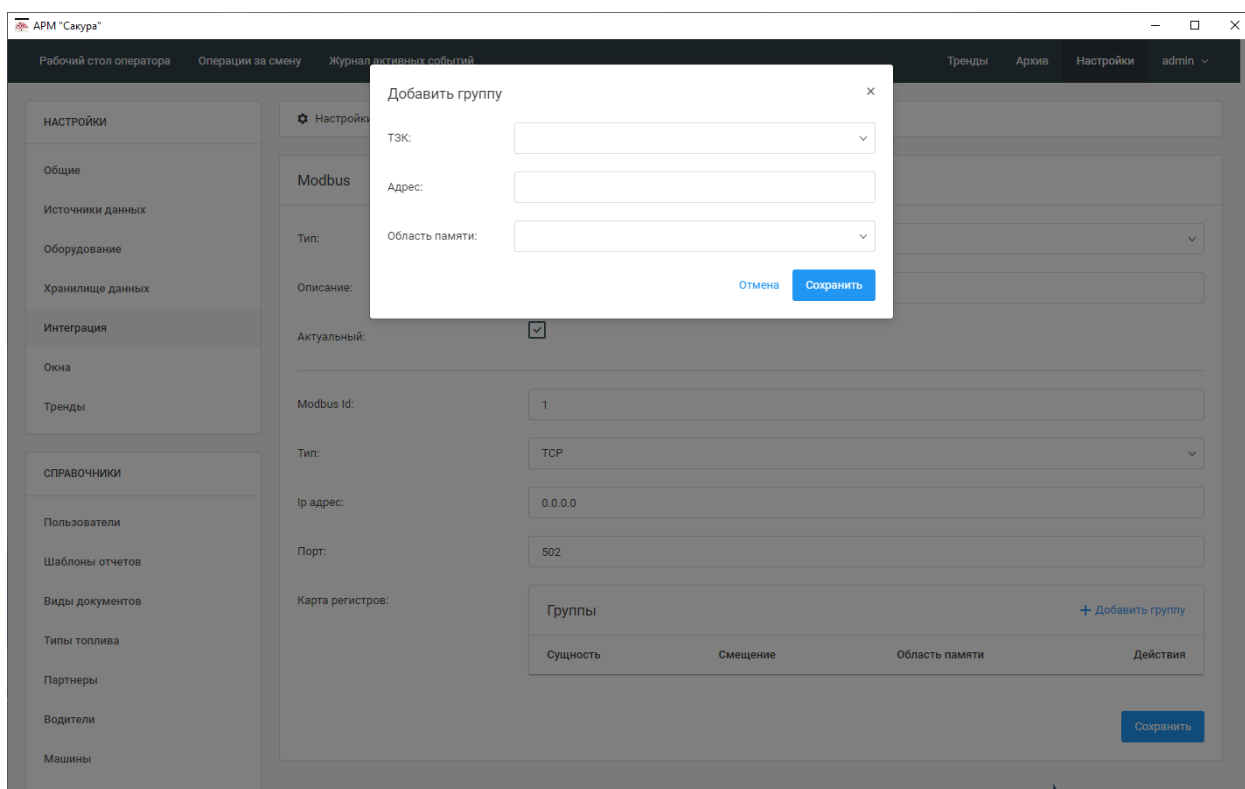 АРМ "Сакура"
Рабочий стол оператора Операции за смену Журнал активных событий Тренды Архив Настройки admin
Добавить группу
ТЗК:
Адрес:
Область памяти:
Отмена Сохранить
НАСТРОЙКИ
Общие
Источники данных
Оборудование
Хранилище данных
Интеграция
Окна
Тренды
СПРАВОЧНИКИ
Пользователи
Шаблоны отчетов
Виды документов
Типы топлива
Партнеры
Водители
Машины
Настройки
Modbus
Тип:
Описание:
Актуальный:
Modbus Id: 1
Тип: TCP
Ip адрес: 0.0.0.0
Порт: 502
Карта регистров:
Группы + Добавить группу
Сущность Смещение Область памяти Действия
Сохранить